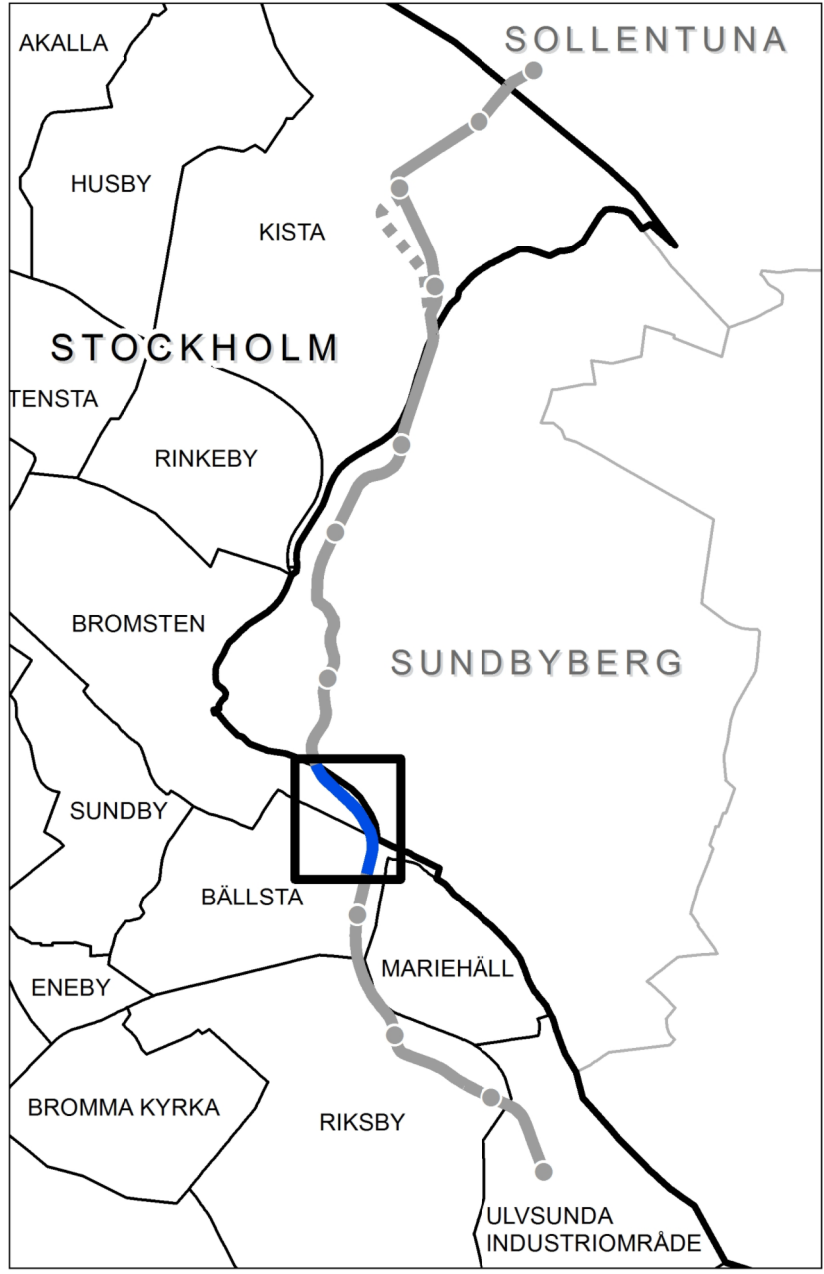 AKALLA
SOLLENTUNA
HUSBY
KISTA
STOCKHOLM
TENSTA
RINKEBY
BROMSTEN
SUNDBYBERG
SUNDBY
BÄLLSTA
MARIEHÄLL
ENEBY
BROMMA KYRKA
RIKSBY
ULVSUNDA
INDUSTRIOMRÅDE